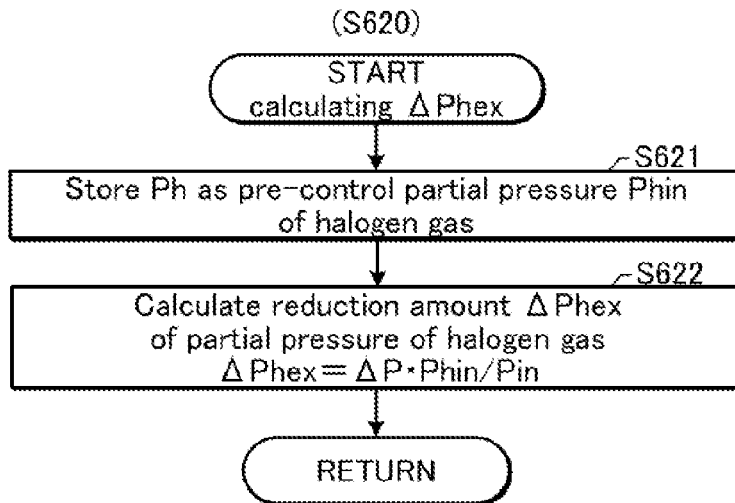 (S620)
START
calculating ΔPhex
S621
Store Ph as pre-control partial pressure Phin
of halogen gas
S622
Calculate reduction amount ΔPhex
of partial pressure of halogen gas
ΔPhex=ΔP・Phin/Pin
RETURN